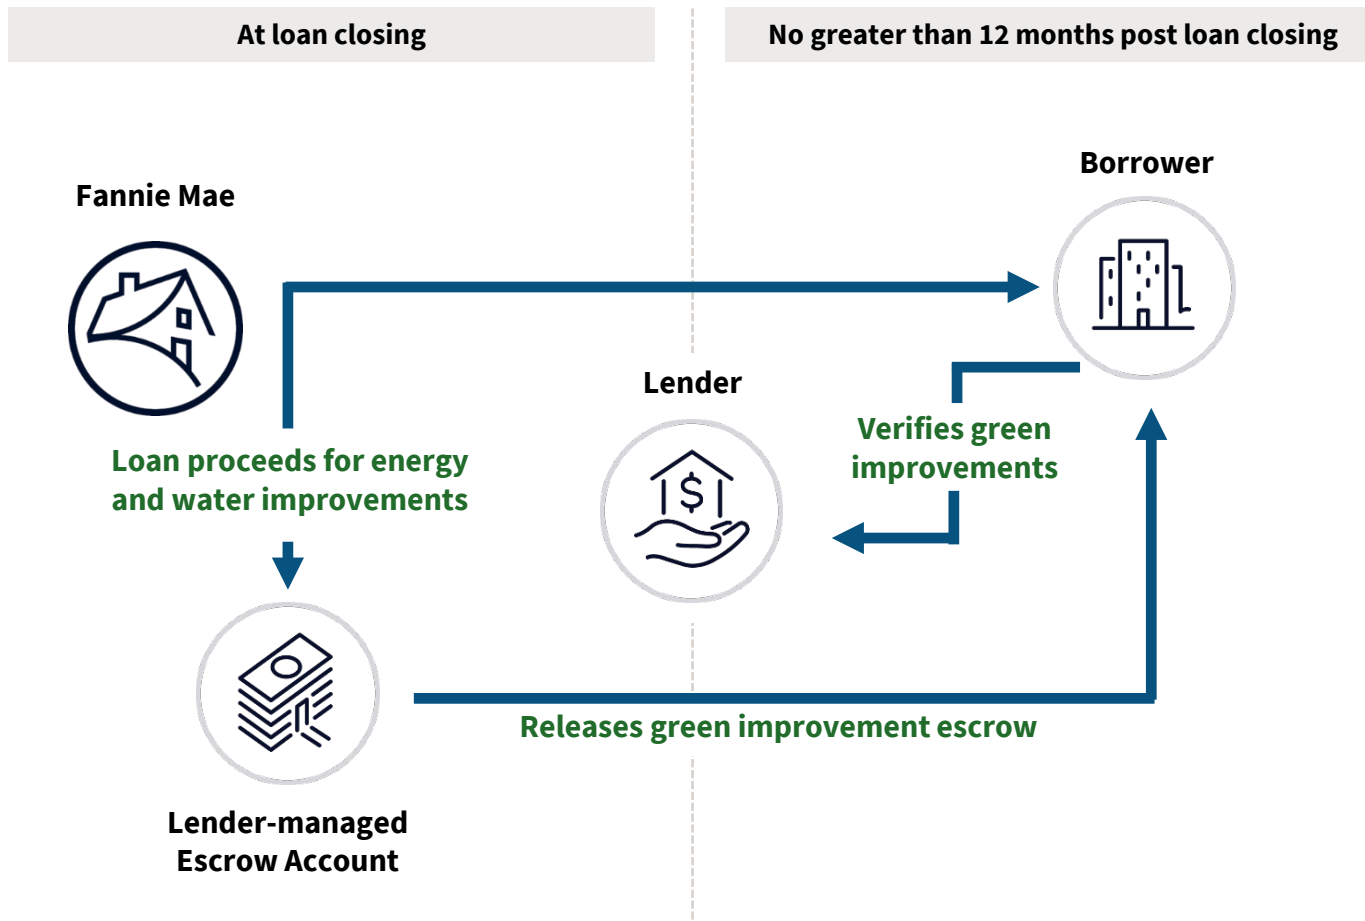 At loan closing
No greater than 12 months post loan closing
Fannie Mae
Borrower
Lender
Verifies green
improvements
Loan proceeds for energy
and water improvements
$
Releases green improvement escrow
Lender-managed
Escrow Account